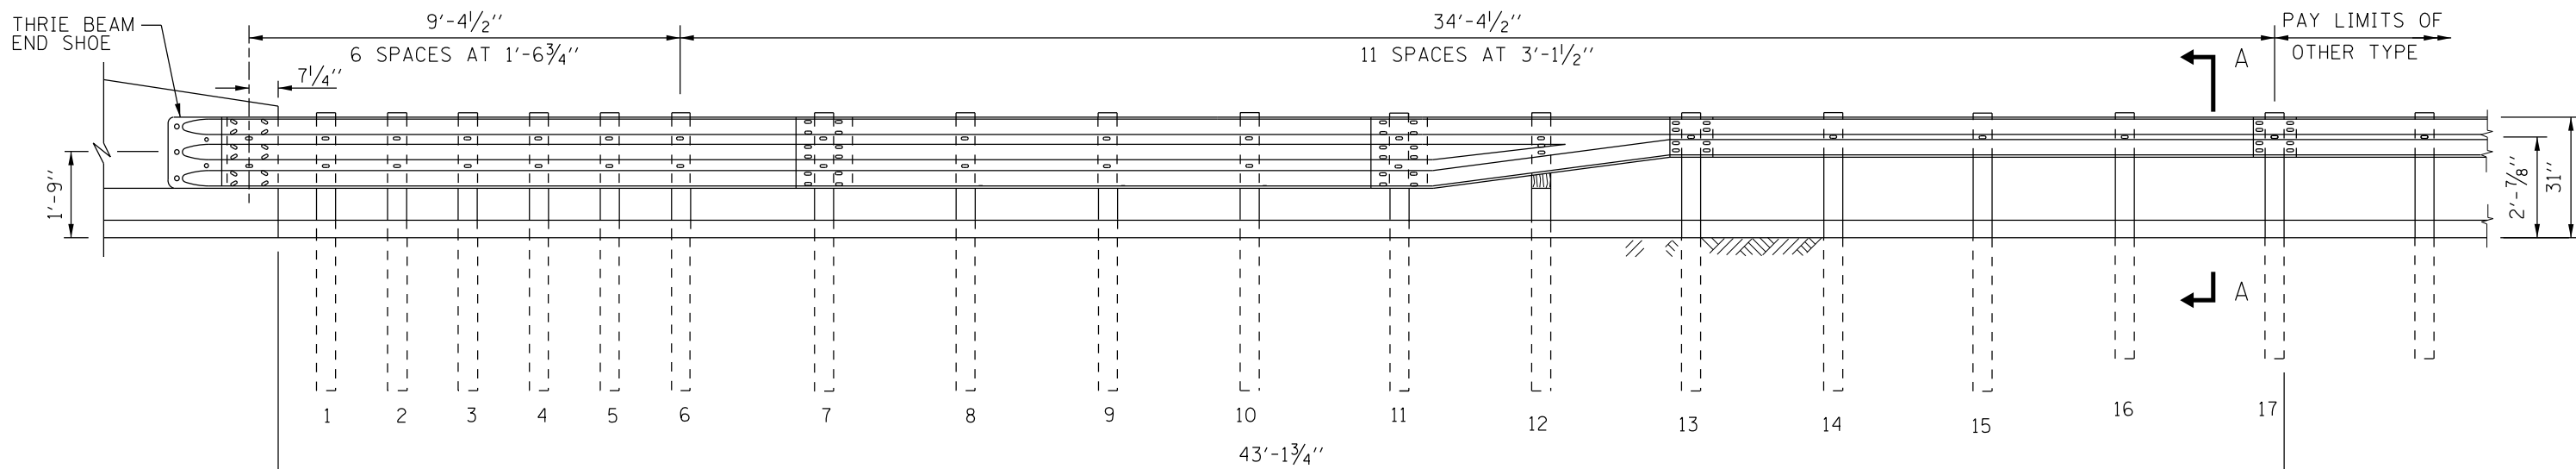 THRIE BEAM
END SHOE
9'-4½"
6 SPACES AT 1'-6¾"
7¼"
34'-4½"
11 SPACES AT 3'-1½"
PAY LIMITS OF
OTHER TYPE
A
A
1'-9"
2'-⅞"
31"
1 2 3 4 5 6 7 8 9 10 11 12 13 14 15 16 17
43'-1¾"